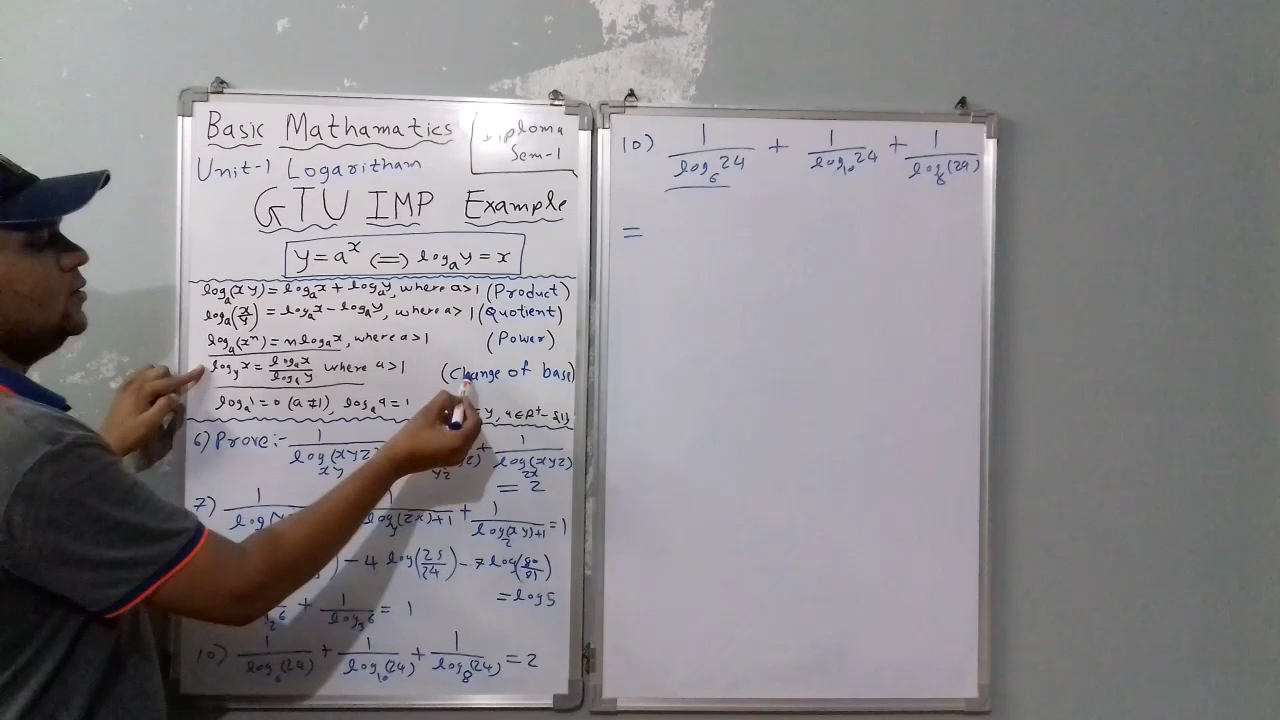 Basic Mathamatics
Diploma
Sem-1
Unit-1 Logaritham
GTU IMP Example
y = a^x (=) log_a y = x
log_a(xy) = log_a x + log_a y, where a>1 (Product)
log_a(x/y) = log_a x - log_a y, where a>1 (Quotient)
log_a(x^n) = n log_a x, where a>1 (Power)
log_y x = log_a x / log_a y where a>1 (Change of base)
log_a 1 = 0 (a≠1), log_a a = 1 = y, a∈R^+ - {1}
6) Prove:- 1/log_xy(xyz) + 1/log_zx(xyz)
= 2
7) 1/log(y + 1/log_y(zx)+1 + 1/log_z(xy)+1 = 1
- 4 log(25/24) - 7 log(80/81)
= log5
1/log_2 6 + 1/log_3 6 = 1
10) 1/log_6(24) + 1/log_10(24) + 1/log_8(24) = 2
10) 1/log_6 24 + 1/log_10 24 + 1/log_8(24)
=